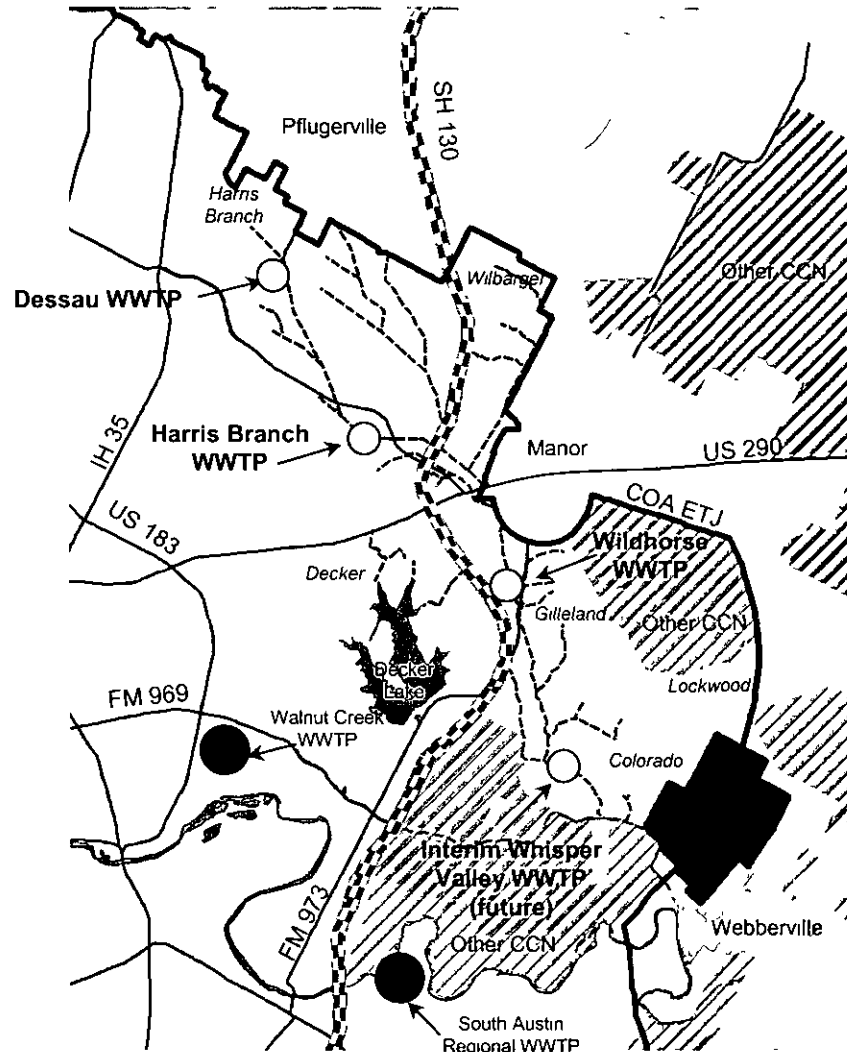 Pflugerville
SH 130
Harris
Branch
Other CCN
Wilbarger
Dessau WWTP
IH 35
Harris Branch
WWTP
Manor
US 290
US 183
COA ETJ
Wildhorse
WWTP
Decker
Gilleland
Other CCN
Decker
Lake
Lockwood
FM 969
Walnut Creek
WWTP
Colorado
Interim Whisper
Valley WWTP
(future)
FM 973
Other CCN
Webberville
South Austin
Regional WWTP